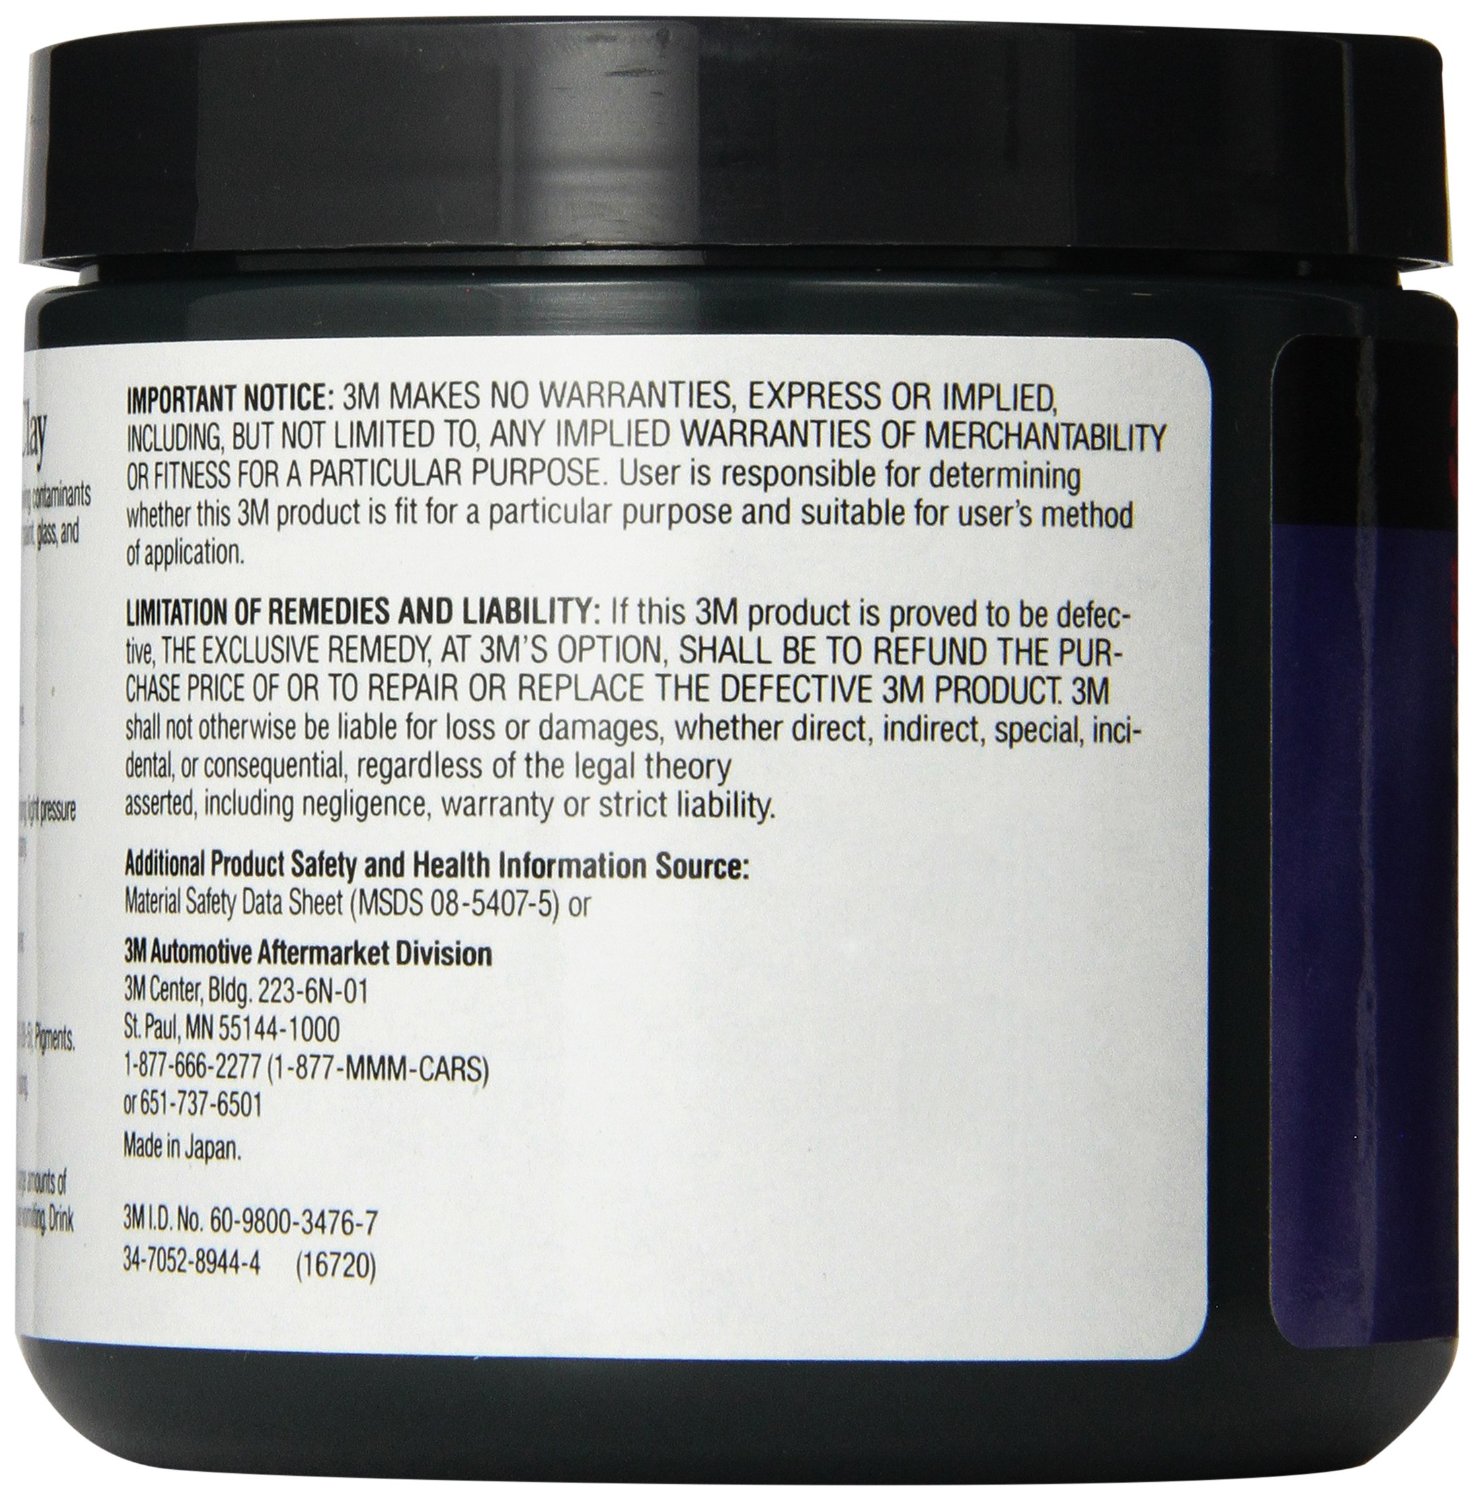 IMPORTANT NOTICE: 3M MAKES NO WARRANTIES, EXPRESS OR IMPLIED,
INCLUDING, BUT NOT LIMITED TO, ANY IMPLIED WARRANTIES OF MERCHANTABILITY
OR FITNESS FOR A PARTICULAR PURPOSE. User is responsible for determining
whether this 3M product is fit for a particular purpose and suitable for user's method
of application.
LIMITATION OF REMEDIES AND LIABILITY: If this 3M product is proved to be defec-
tive, THE EXCLUSIVE REMEDY, AT 3M'S OPTION, SHALL BE TO REFUND THE PUR-
CHASE PRICE OF OR TO REPAIR OR REPLACE THE DEFECTIVE 3M PRODUCT. 3M
shall not otherwise be liable for loss or damages, whether direct, indirect, special, inci-
dental, or consequential, regardless of the legal theory
asserted, including negligence, warranty or strict liability.
Additional Product Safety and Health Information Source:
Material Safety Data Sheet (MSDS 08-5407-5) or
3M Automotive Aftermarket Division
3M Center, Bldg. 223-6N-01
St. Paul, MN 55144-1000
1-877-666-2277 (1-877-MMM-CARS)
or 651-737-6501
Made in Japan.
3M I.D. No. 60-9800-3476-7
34-7052-8944-4 (16720)
contaminants
glass, and
light pressure
Pigments.
amounts of
Drink